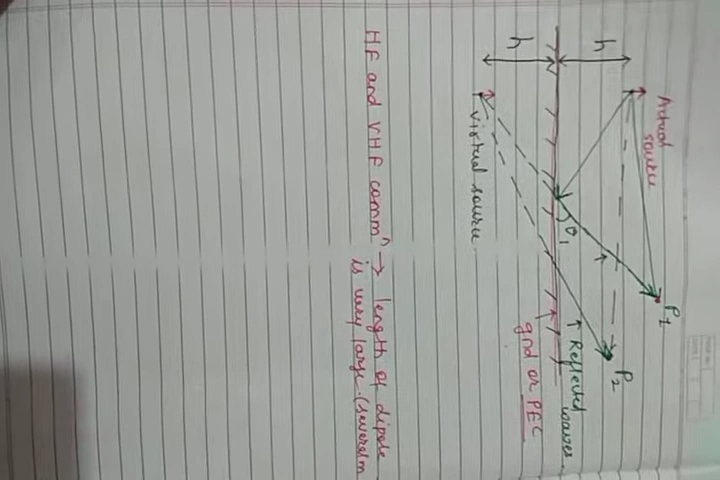 Actual
source
h
h
P1
P2
θ1
↑ Reflected waves.
gnd or PEC
virtual source.
HF and VHF commⁿ → length of dipole
is very large. (several m